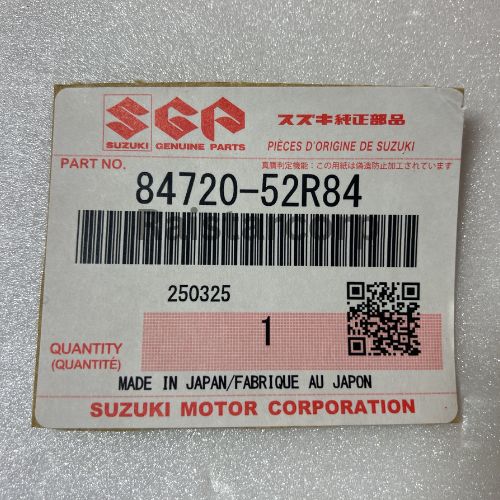 SGP
SUZUKI GENUINE PARTS
スズキ純正部品
PIÈCES D'ORIGINE DE SUZUKI
真贋判定機能:この用紙は偽造防止加工されています
PART NO.
84720-52R84
Raistarcorp
250325
1
QUANTITY
(QUANTITÉ)
MADE IN JAPAN/FABRIQUE AU JAPON
SUZUKI MOTOR CORPORATION